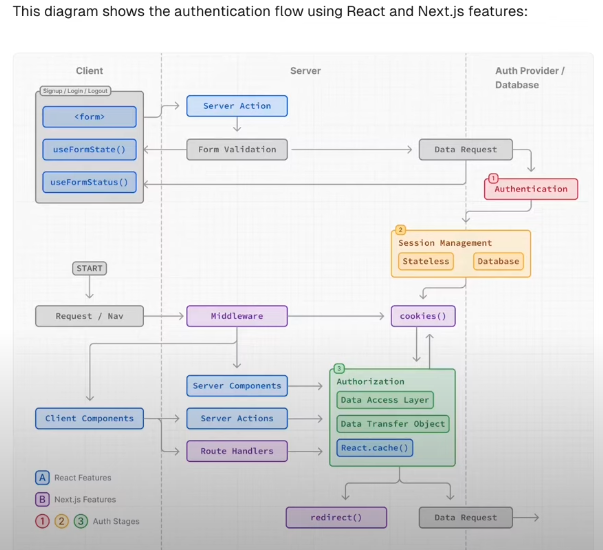 This diagram shows the authentication flow using React and Next.js features:
Client
Server
Auth Provider /
Database
Signup / Login / Logout
<form>
useFormState()
useFormStatus()
Server Action
Form Validation
Data Request
1
Authentication
2
Session Management
Stateless
Database
START
Request / Nav
Middleware
cookies()
Server Components
3
Authorization
Data Access Layer
Client Components
Server Actions
Data Transfer Object
Route Handlers
React.cache()
A React Features
B Next.js Features
1 2 3 Auth Stages
redirect()
Data Request